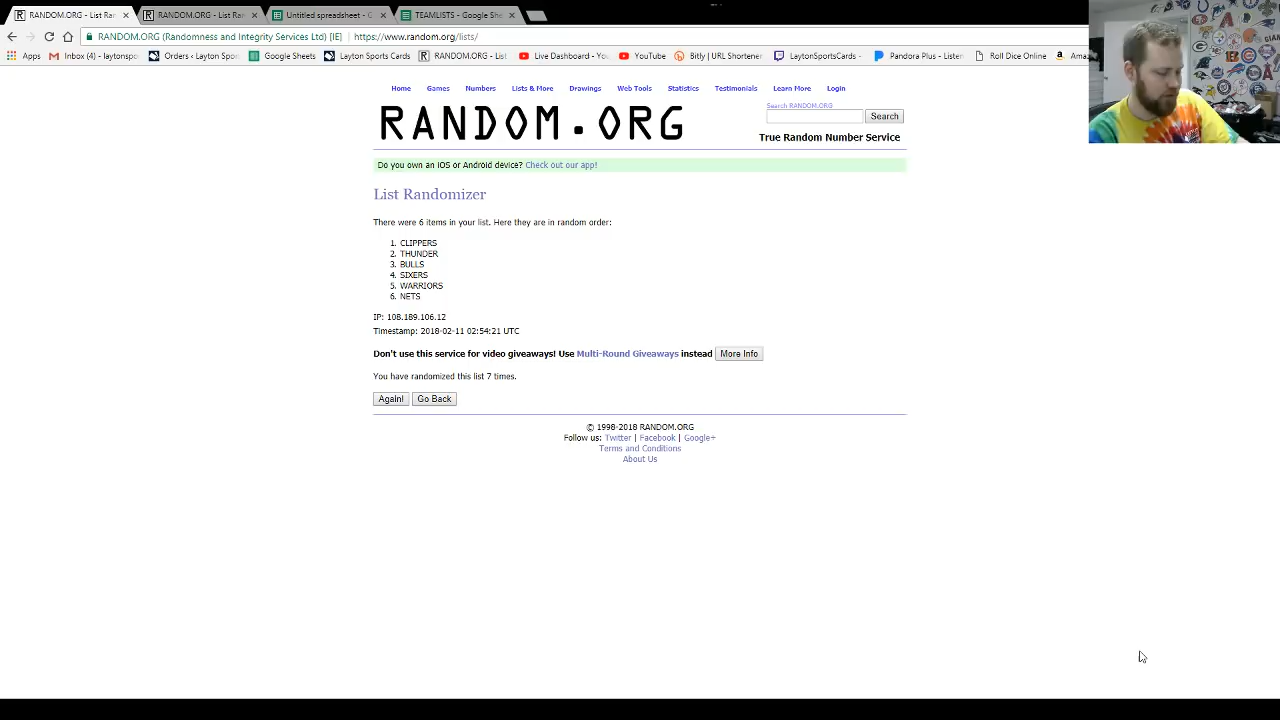 RANDOM.ORG - List Ran
RANDOM.ORG - List Ran
Untitled spreadsheet - G
TEAMLISTS - Google She
RANDOM.ORG (Randomness and Integrity Services Ltd) [IE] | https://www.random.org/lists/
Apps Inbox (4) - laytonspo Orders - Layton Spo Google Sheets Layton Sports Cards RANDOM.ORG - List Live Dashboard - Yo YouTube Bitly | URL Shortener LaytonSportsCards - Pandora Plus - Listen Roll Dice Online Amaz
Home Games Numbers Lists & More Drawings Web Tools Statistics Testimonials Learn More Login
RANDOM.ORG
Search RANDOM.ORG
Search
True Random Number Service
Do you own an iOS or Android device? Check out our app!
List Randomizer
There were 6 items in your list. Here they are in random order:
1. CLIPPERS
2. THUNDER
3. BULLS
4. SIXERS
5. WARRIORS
6. NETS
IP: 108.189.106.12
Timestamp: 2018-02-11 02:54:21 UTC
Don't use this service for video giveaways! Use Multi-Round Giveaways instead More Info
You have randomized this list 7 times.
Again! Go Back
© 1998-2018 RANDOM.ORG
Follow us: Twitter | Facebook | Google+
Terms and Conditions
About Us